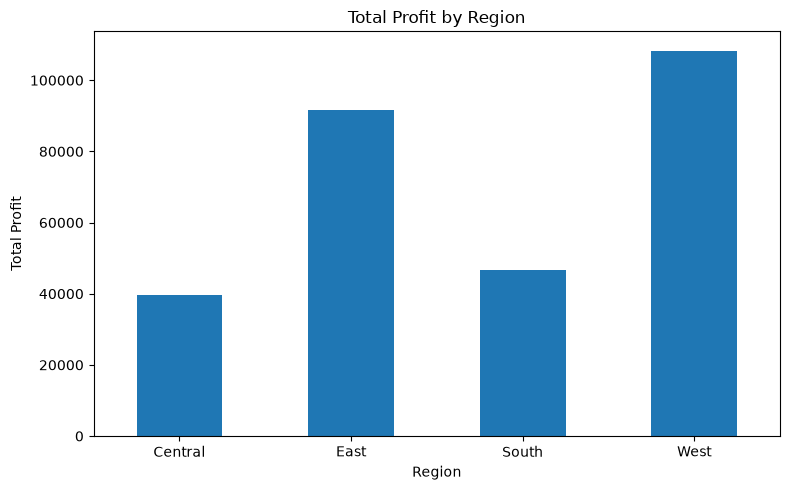 Total Profit by Region
Total Profit
100000
80000
60000
40000
20000
0
Central East South West
Region